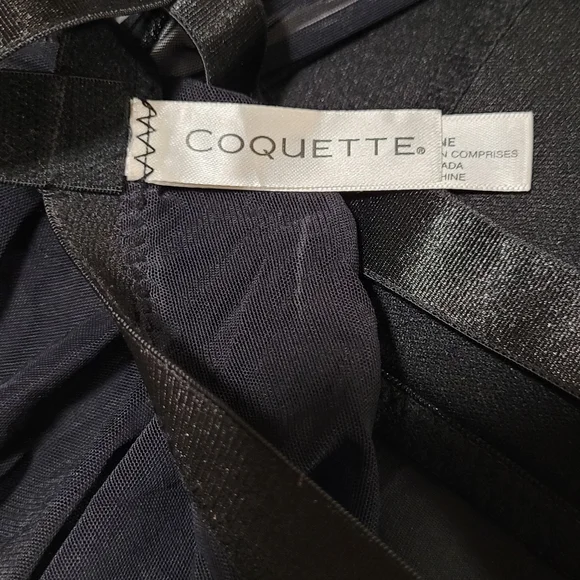 COQUETTE®
NE
N COMPRISES
ADA
HINE